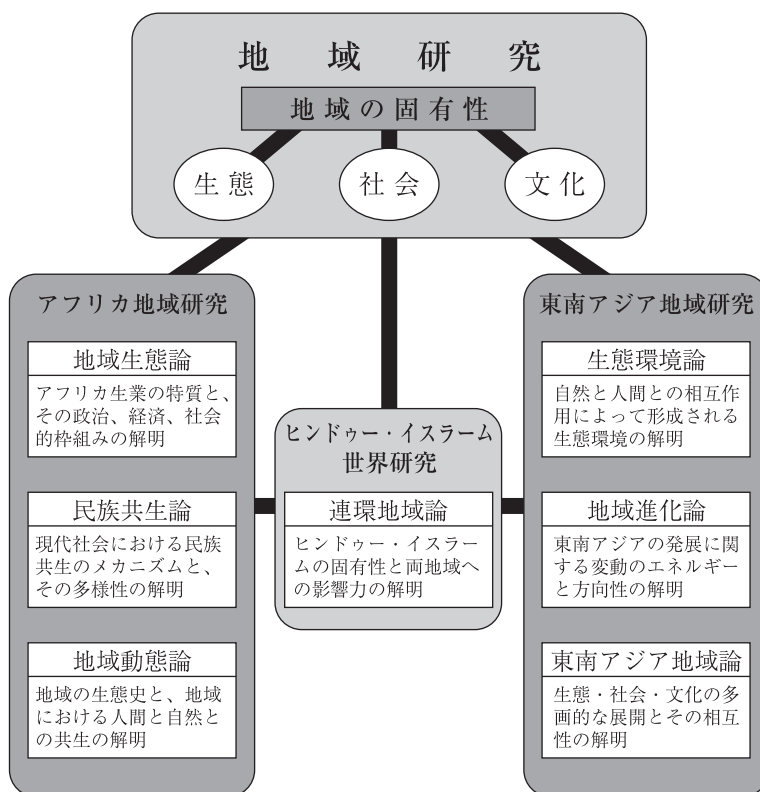 地域研究
地域の固有性
生態
社会
文化
アフリカ地域研究
地域生態論
アフリカ生業の特質と、
その政治、経済、社会
的枠組みの解明
民族共生論
現代社会における民族
共生のメカニズムと、
その多様性の解明
地域動態論
地域の生態史と、地域
における人間と自然と
の共生の解明
ヒンドゥー・イスラーム
世界研究
連環地域論
ヒンドゥー・イスラー
ムの固有性と両地域へ
の影響力の解明
東南アジア地域研究
生態環境論
自然と人間との相互作
用によって形成される
生態環境の解明
地域進化論
東南アジアの発展に関
する変動のエネルギー
と方向性の解明
東南アジア地域論
生態・社会・文化の多
画的な展開とその相互
性の解明